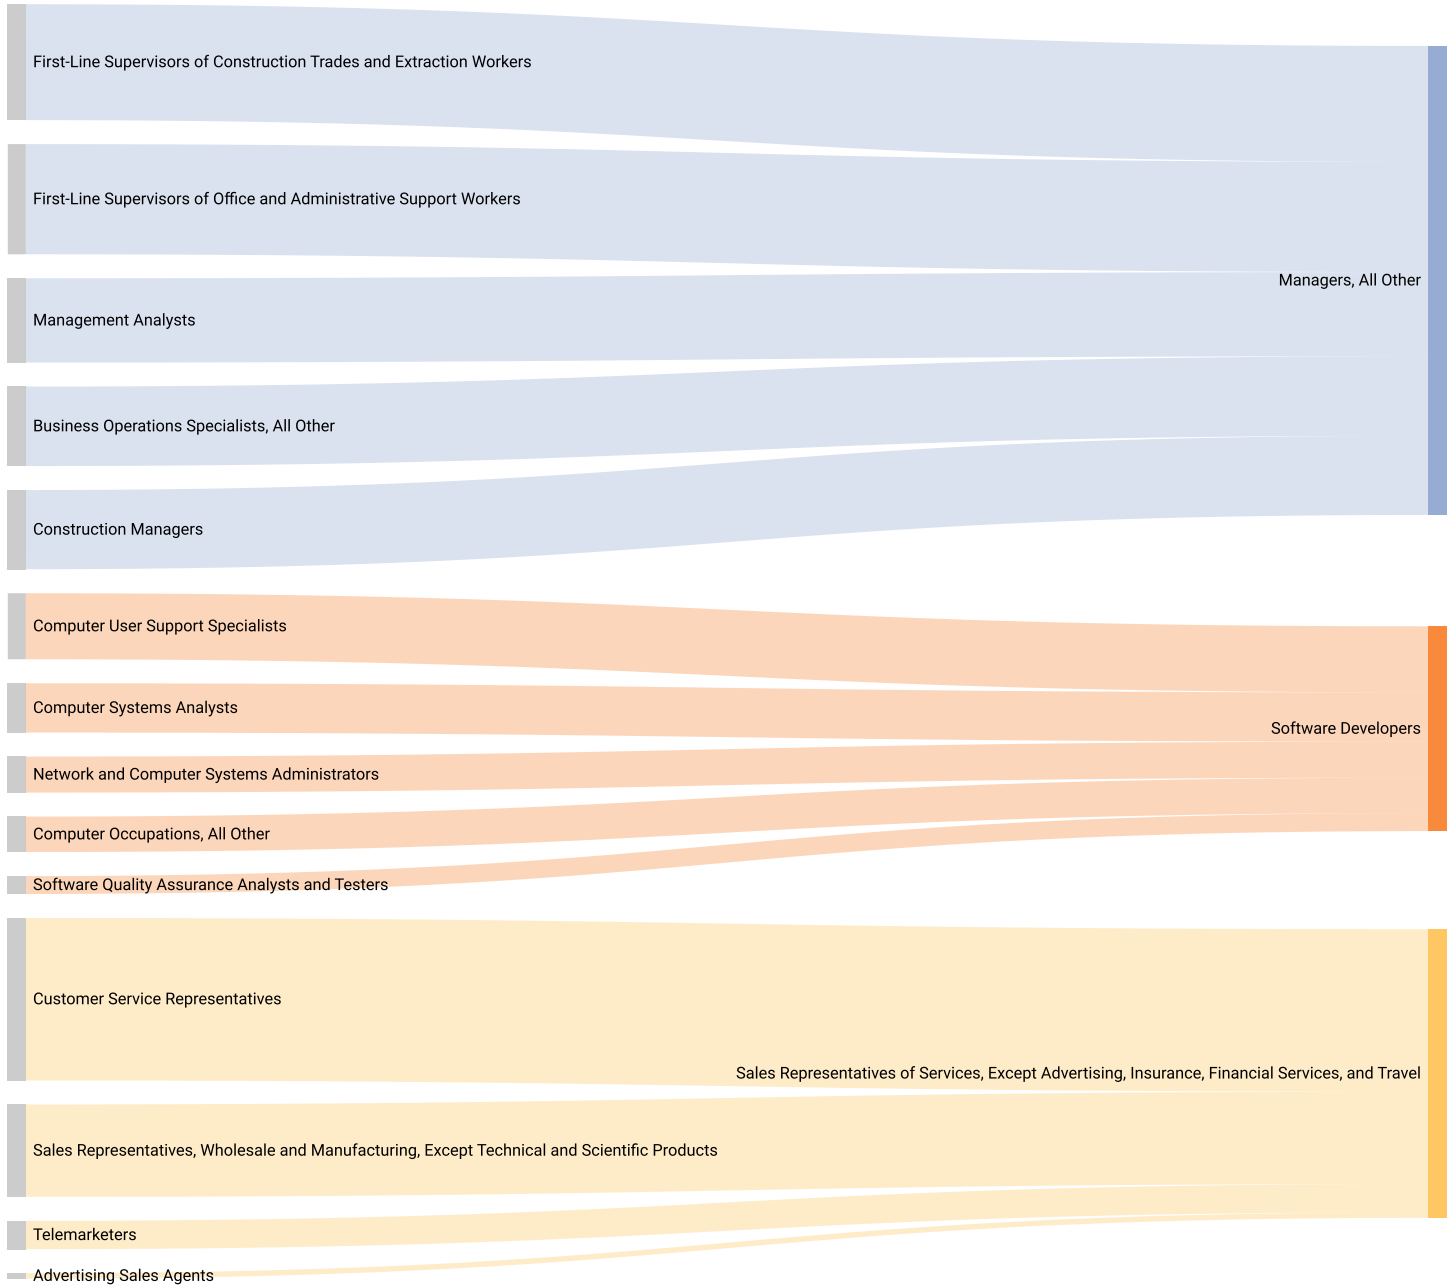 First-Line Supervisors of Construction Trades and Extraction Workers
First-Line Supervisors of Office and Administrative Support Workers
Managers, All Other
Management Analysts
Business Operations Specialists, All Other
Construction Managers
Computer User Support Specialists
Computer Systems Analysts
Software Developers
Network and Computer Systems Administrators
Computer Occupations, All Other
Software Quality Assurance Analysts and Testers
Customer Service Representatives
Sales Representatives of Services, Except Advertising, Insurance, Financial Services, and Travel
Sales Representatives, Wholesale and Manufacturing, Except Technical and Scientific Products
Telemarketers
Advertising Sales Agents